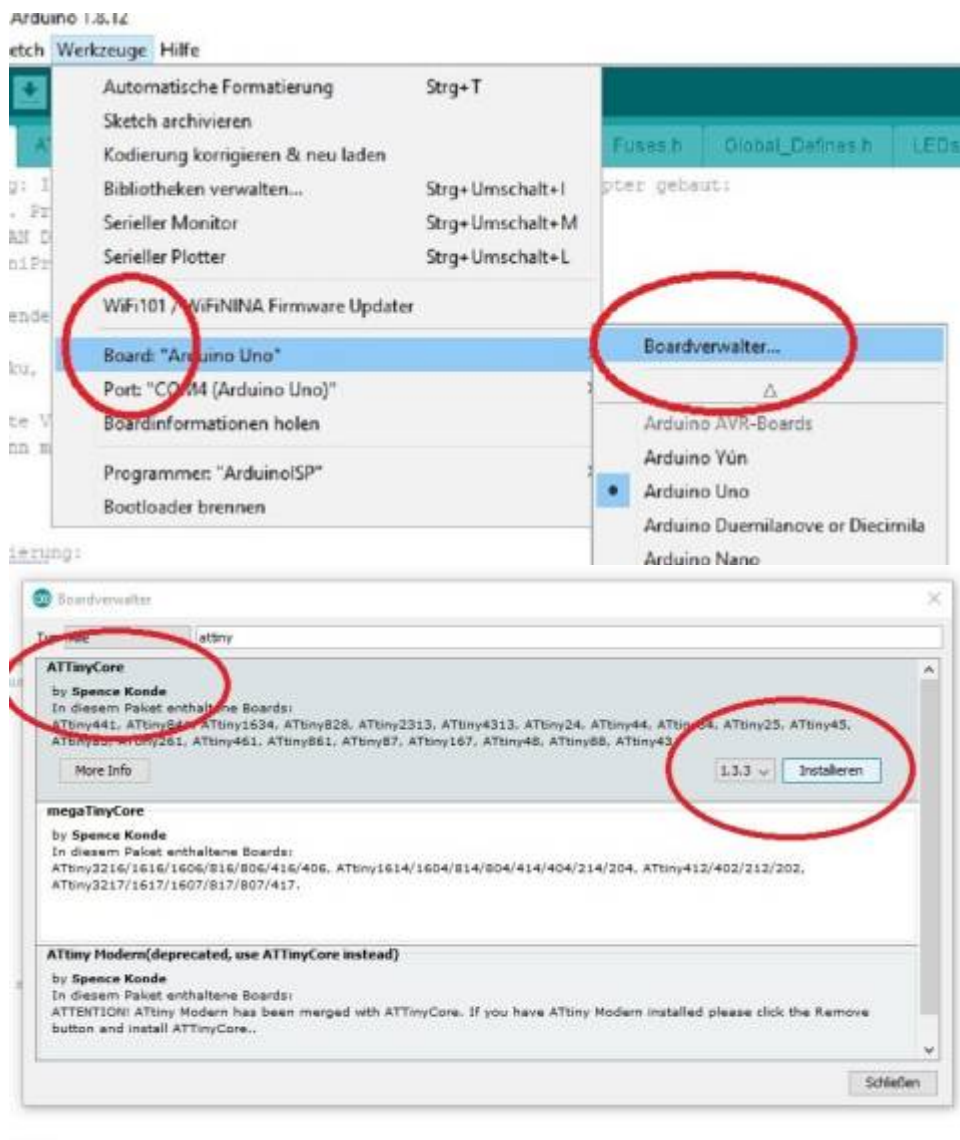 Arduino 1.8.12
etch Werkzeuge Hilfe
Automatische Formatierung Strg+T
Sketch archivieren
Kodierung korrigieren & neu laden
Fuses.h Global_Defines.h LEDs
Bibliotheken verwalten... Strg+Umschalt+I
pter gebaut:
Serieller Monitor Strg+Umschalt+M
Serieller Plotter Strg+Umschalt+L
WiFi101 / WiFiNINA Firmware Updater
ende
Board: "Arduino Uno"
Boardverwalter...
Port: "COM4 (Arduino Uno)"
Boardinformationen holen
Arduino AVR-Boards
Arduino Yún
Programmer: "ArduinoISP"
Arduino Uno
Bootloader brennen
Arduino Duemilanove or Diecimila
ierung:
Arduino Nano
Boardverwalter
attiny
ATTinyCore
by Spence Konde
In diesem Paket enthaltene Boards:
ATtiny441, ATtiny1634, ATtiny828, ATtiny2313, ATtiny4313, ATtiny24, ATtiny44, ATtiny25, ATtiny45,
ATtiny461, ATtiny861, ATtiny87, ATtiny167, ATtiny48, ATtiny88, ATtiny43
More Info 1.3.3 Installieren
megaTinyCore
by Spence Konde
In diesem Paket enthaltene Boards:
ATtiny3216/1616/1606/816/806/416/406, ATtiny1614/1604/814/804/414/404/214/204, ATtiny412/402/212/202,
ATtiny3217/1617/1607/817/807/417.
ATtiny Modern(deprecated, use ATTinyCore instead)
by Spence Konde
In diesem Paket enthaltene Boards:
ATTENTION! ATtiny Modern has been merged with ATTinyCore. If you have ATtiny Modern installed please click the Remove
button and install ATTinyCore..
Schließen